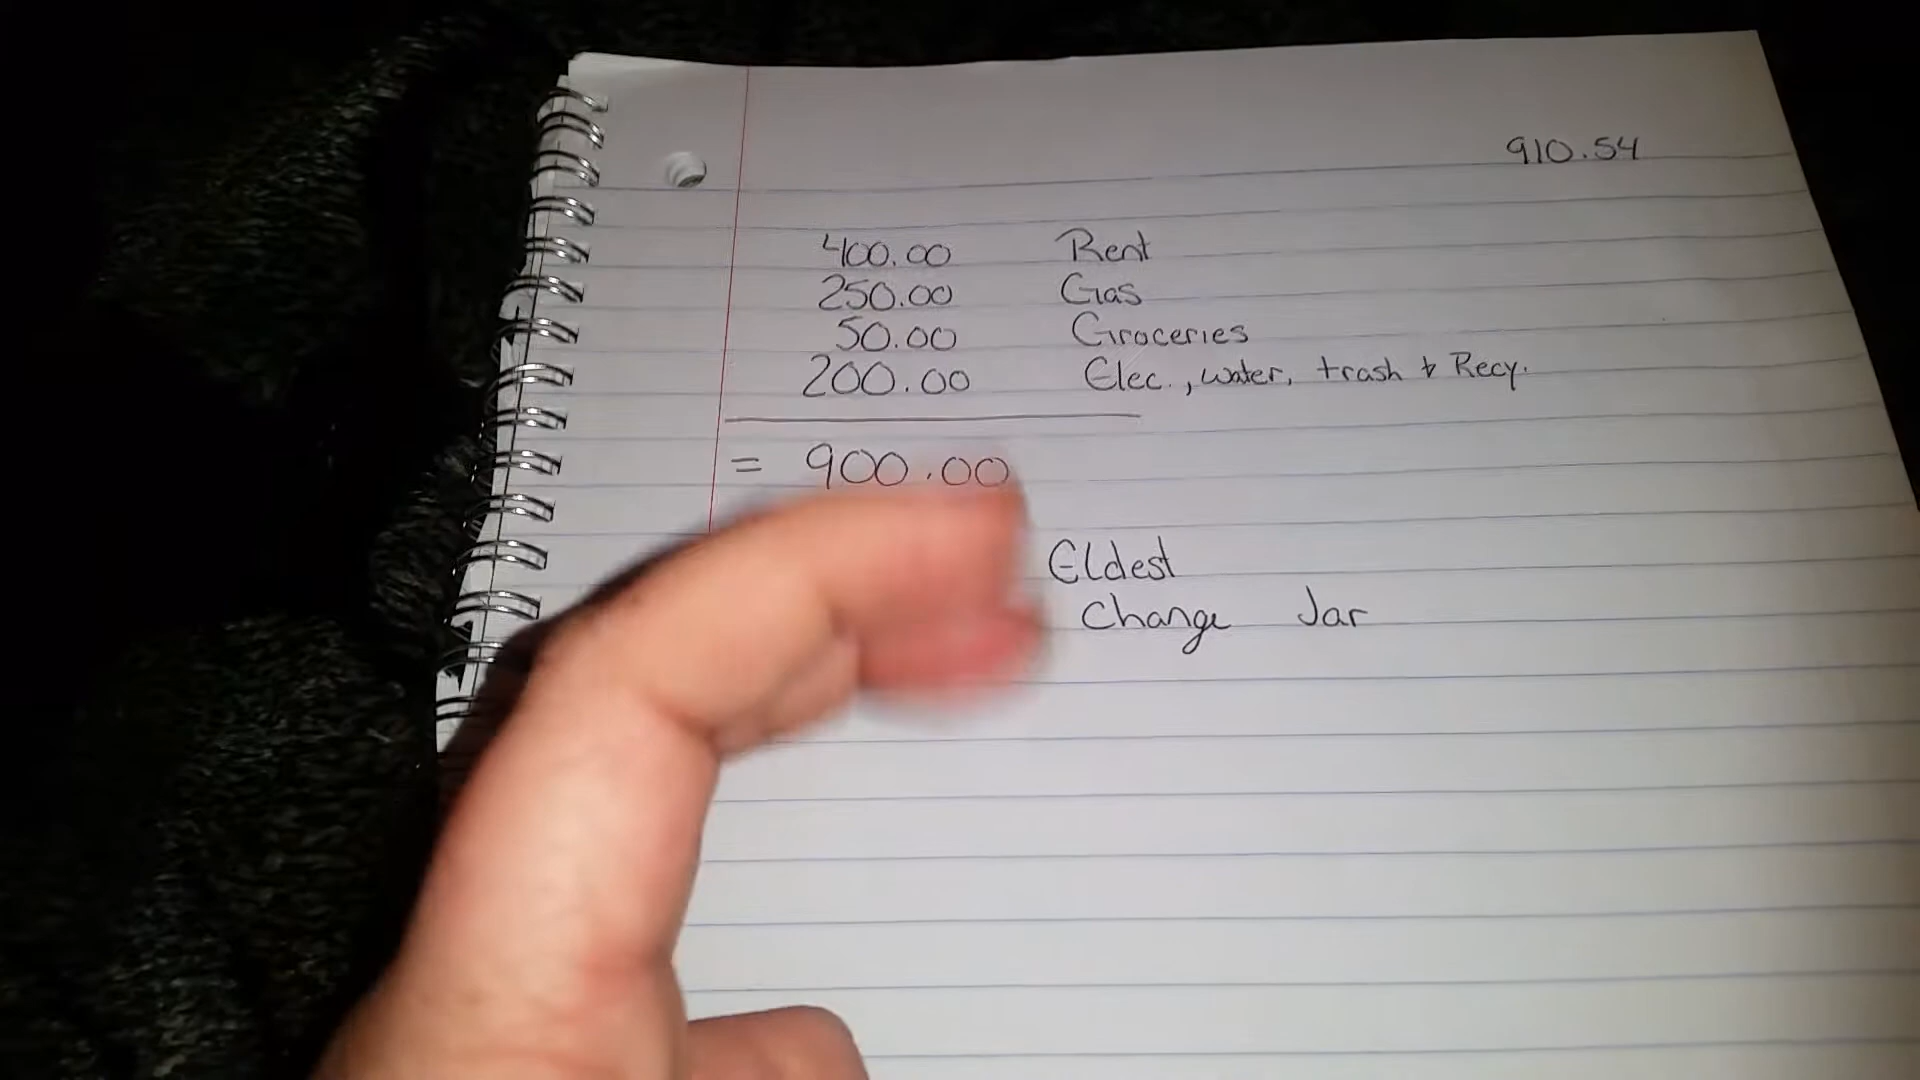 910.54
400.00 Rent
250.00 Gas
50.00 Groceries
200.00 Elec., water, trash & Recy.
= 900.00
Eldest
Change Jar